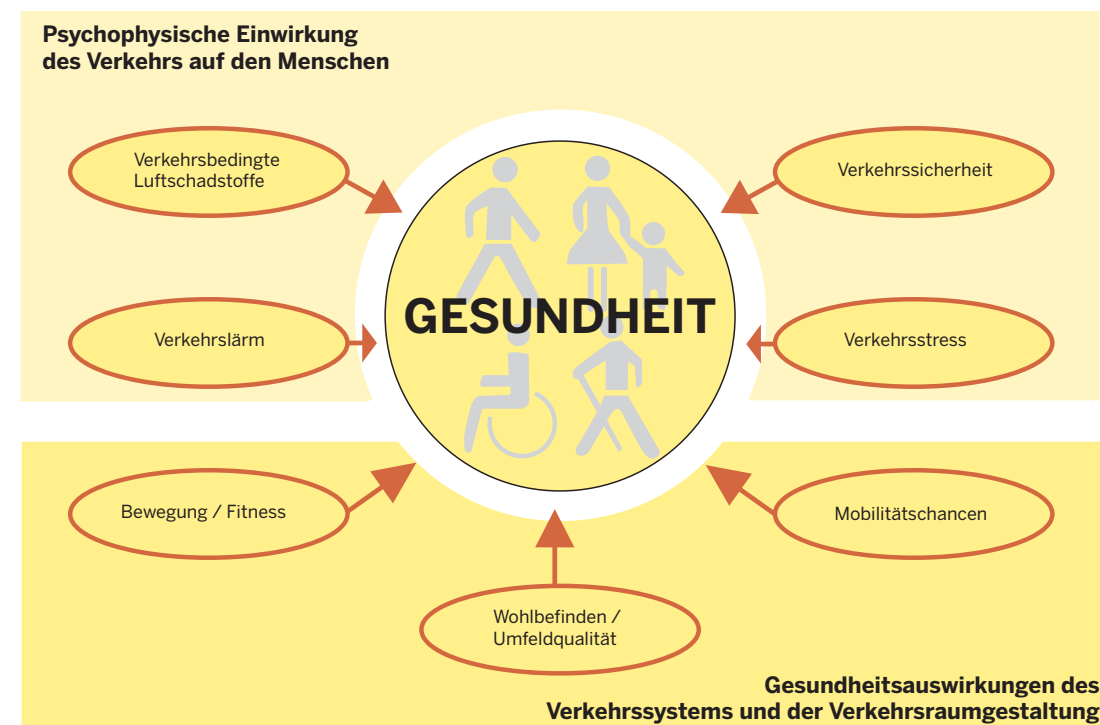 Psychophysische Einwirkung
des Verkehrs auf den Menschen
Verkehrsbedingte
Luftschadstoffe
Verkehrssicherheit
GESUNDHEIT
Verkehrslärm
Verkehrsstress
Bewegung / Fitness
Mobilitätschancen
Wohlbefinden /
Umfeldqualität
Gesundheitsauswirkungen des
Verkehrssystems und der Verkehrsraumgestaltung